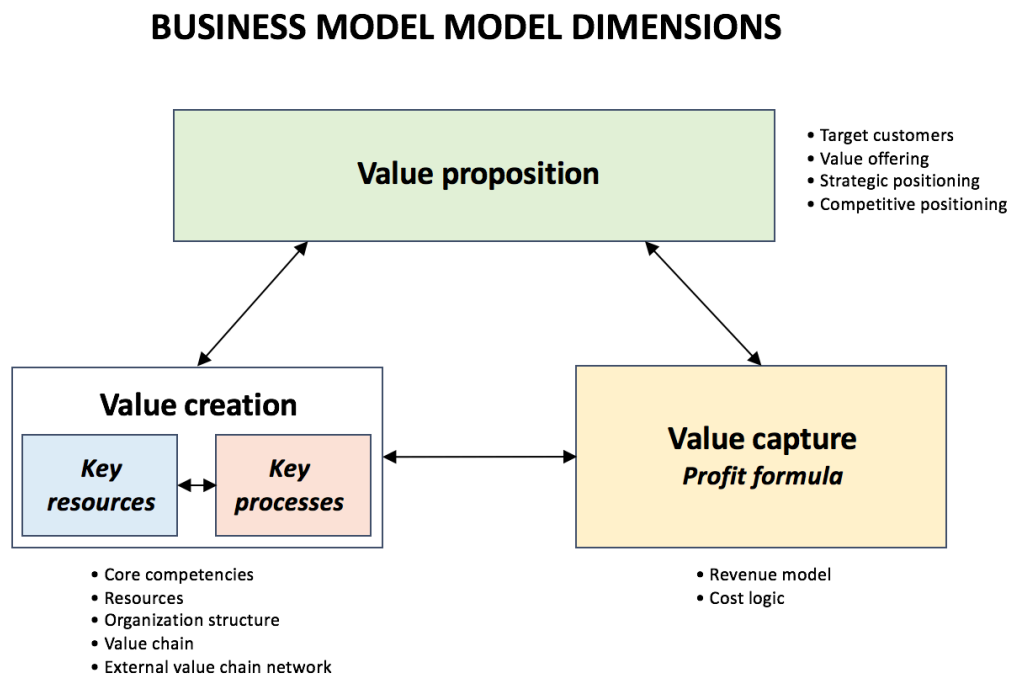 BUSINESS MODEL MODEL DIMENSIONS
Value proposition
• Target customers
• Value offering
• Strategic positioning
• Competitive positioning
Value creation
Key
resources
Key
processes
• Core competencies
• Resources
• Organization structure
• Value chain
• External value chain network
Value capture
Profit formula
• Revenue model
• Cost logic